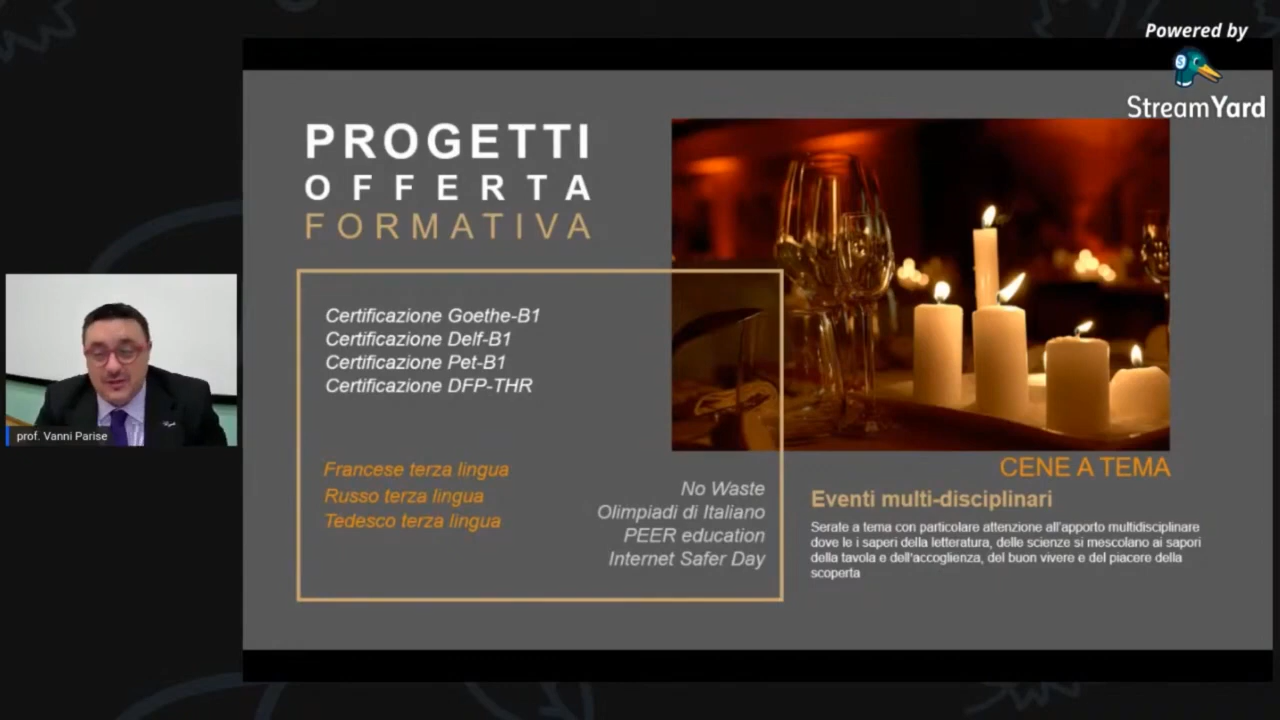 Powered by
StreamYard
PROGETTI
OFFERTA
FORMATIVA
Certificazione Goethe-B1
Certificazione Delf-B1
Certificazione Pet-B1
Certificazione DFP-THR
Francese terza lingua
Russo terza lingua
Tedesco terza lingua
No Waste
Olimpiadi di Italiano
PEER education
Internet Safer Day
CENE A TEMA
Eventi multi-disciplinari
Serate a tema con particolare attenzione all'apporto multidisciplinare
dove le i saperi della letteratura, delle scienze si mescolano ai sapori
della tavola e dell'accoglienza, del buon vivere e del piacere della
scoperta
prof. Vanni Parise